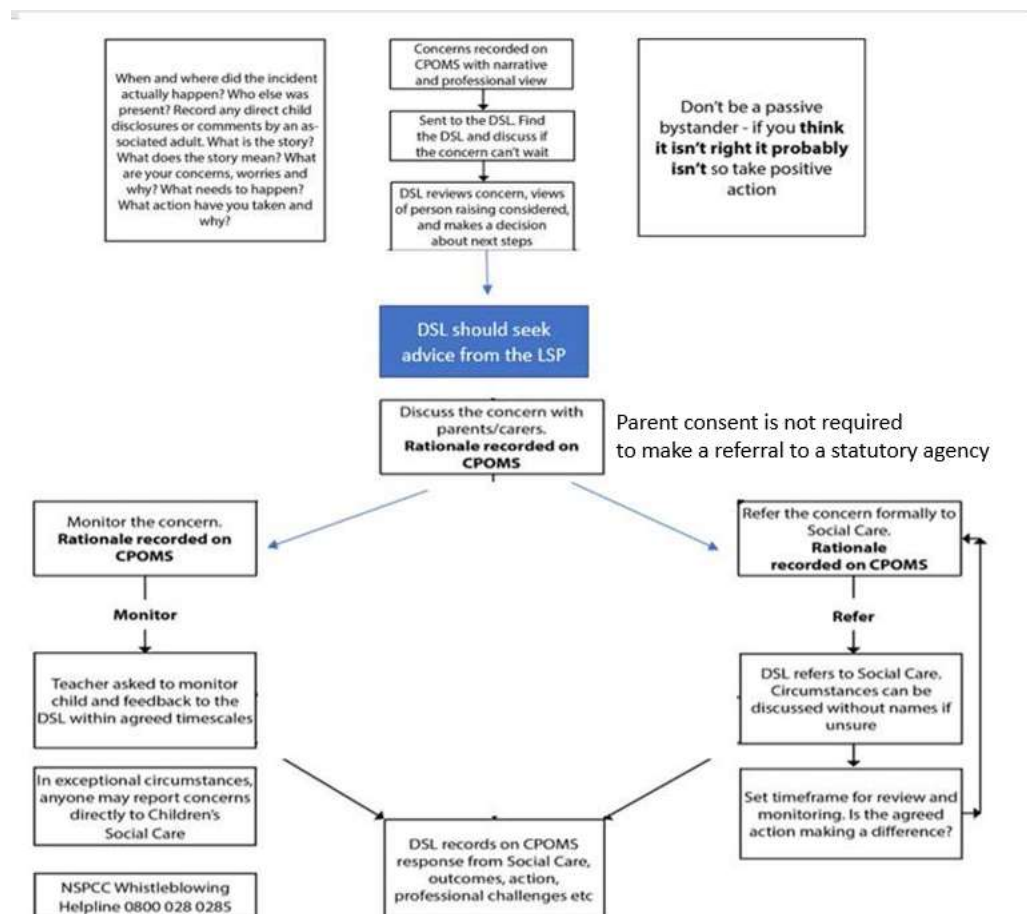 When and where did the incident
actually happen? Who else was
present? Record any direct child
disclosures or comments by an as-
sociated adult. What is the story?
What does the story mean? What
are your concerns, worries and
why? What needs to happen?
What action have you taken and
why?
Concerns recorded on
CPOMS with narrative
and professional view
Sent to the DSL. Find
the DSL and discuss if
the concern can't wait
DSL reviews concern, views
of person raising considered,
and makes a decision
about next steps
Don't be a passive
bystander - if you think
it isn't right it probably
isn't so take positive
action
DSL should seek
advice from the LSP
Discuss the concern with
parents/carers.
Rationale recorded on
CPOMS
Parent consent is not required
to make a referral to a statutory agency
Monitor the concern.
Rationale recorded on
CPOMS
Monitor
Teacher asked to monitor
child and feedback to the
DSL within agreed timescales
In exceptional circumstances,
anyone may report concerns
directly to Children's
Social Care
NSPCC Whistleblowing
Helpline 0800 028 0285
Refer the concern formally to
Social Care.
Rationale
recorded on CPOMS
Refer
DSL refers to Social Care.
Circumstances can be
discussed without names if
unsure
Set timeframe for review and
monitoring. Is the agreed
action making a difference?
DSL records on CPOMS
response from Social Care,
outcomes, action,
professional challenges etc